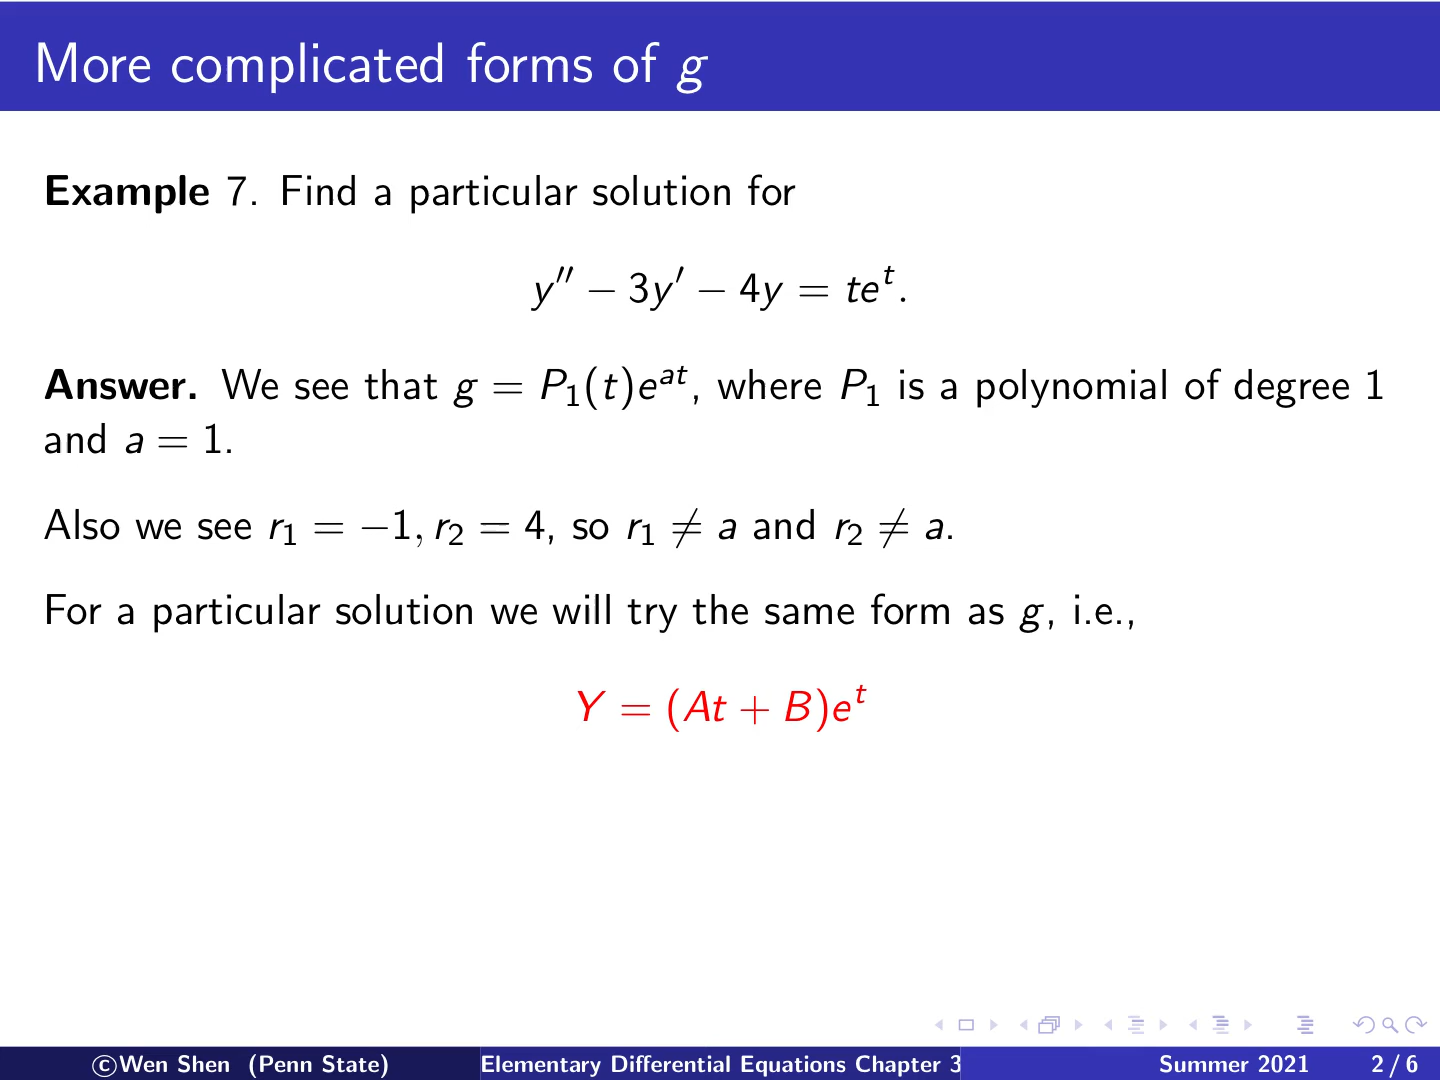 More complicated forms of g
Example 7. Find a particular solution for
y″ − 3y′ − 4y = te^t.
Answer. We see that g = P₁(t)e^{at}, where P₁ is a polynomial of degree 1
and a = 1.
Also we see r₁ = −1, r₂ = 4, so r₁ ≠ a and r₂ ≠ a.
For a particular solution we will try the same form as g, i.e.,
Y = (At + B)e^t
©Wen Shen (Penn State) Elementary Differential Equations Chapter 3 Summer 2021 2 / 6